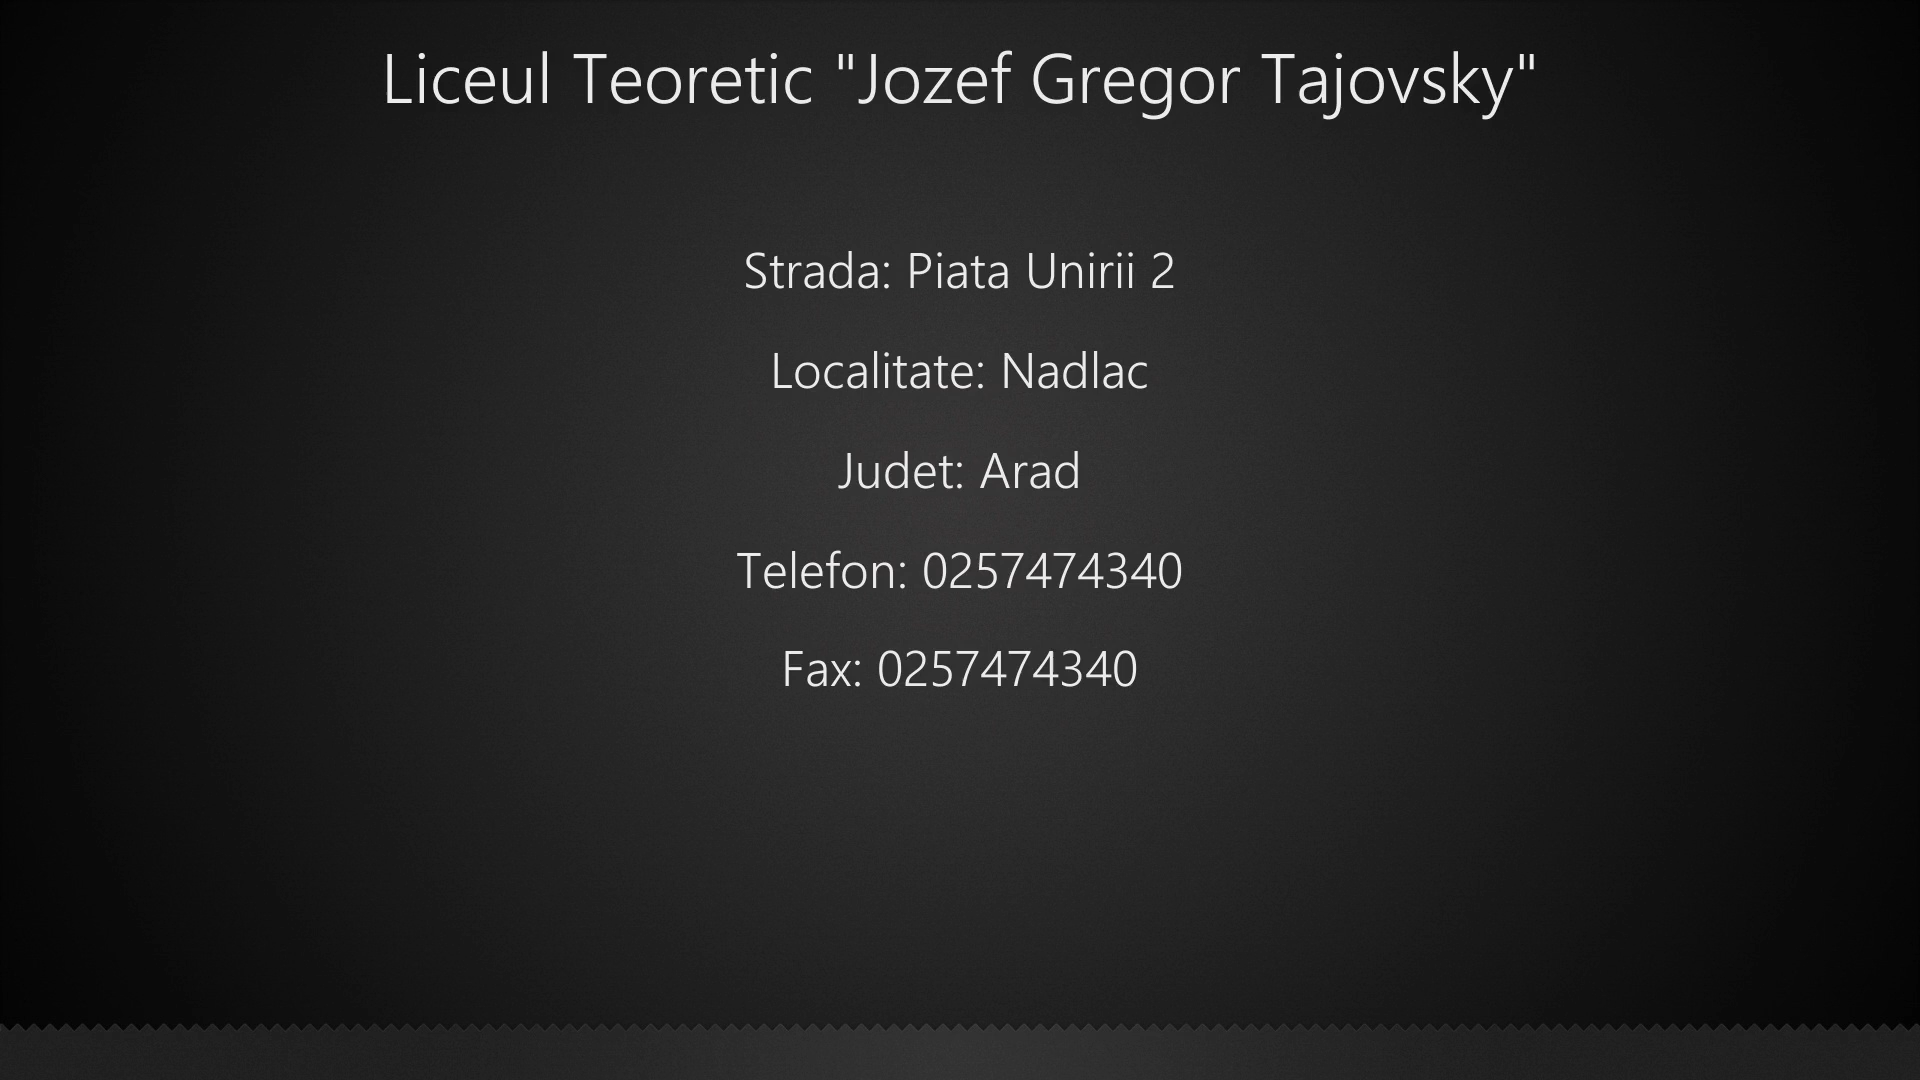 Liceul Teoretic "Jozef Gregor Tajovsky"
Strada: Piata Unirii 2
Localitate: Nadlac
Judet: Arad
Telefon: 0257474340
Fax: 0257474340